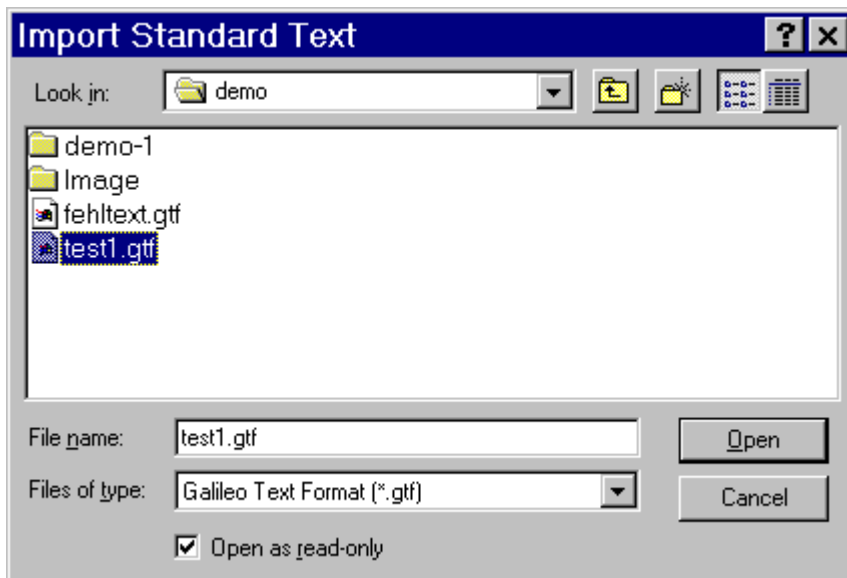 Import Standard Text
Look in: demo
demo-1
Image
fehltext.gtf
test1.gtf
File name: test1.gtf Open
Files of type: Galileo Text Format (*.gtf) Cancel
Open as read-only